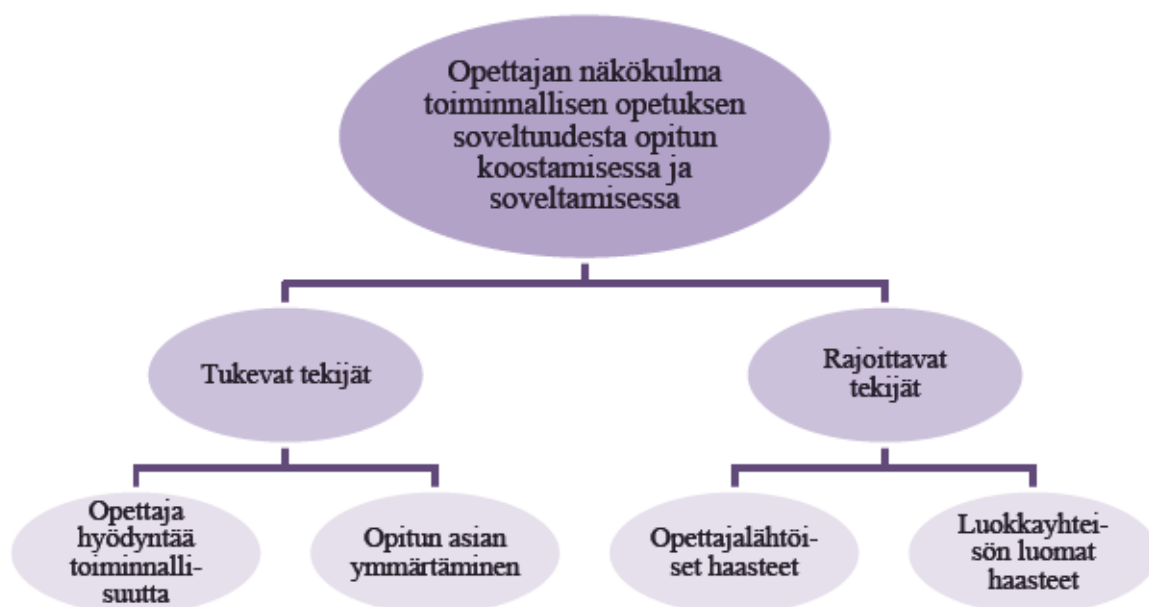 Opettajan näkökulma
toiminnallisen opetuksen
soveltuudesta opitun
koostamisessa ja
soveltamisessa
Tukevat tekijät
Rajoittavat
tekijät
Opettaja
hyödyntää
toiminnalli-
suutta
Opitun asian
ymmärtäminen
Opettajalähtöi-
set haasteet
Luokkayhtei-
sön luomat
haasteet